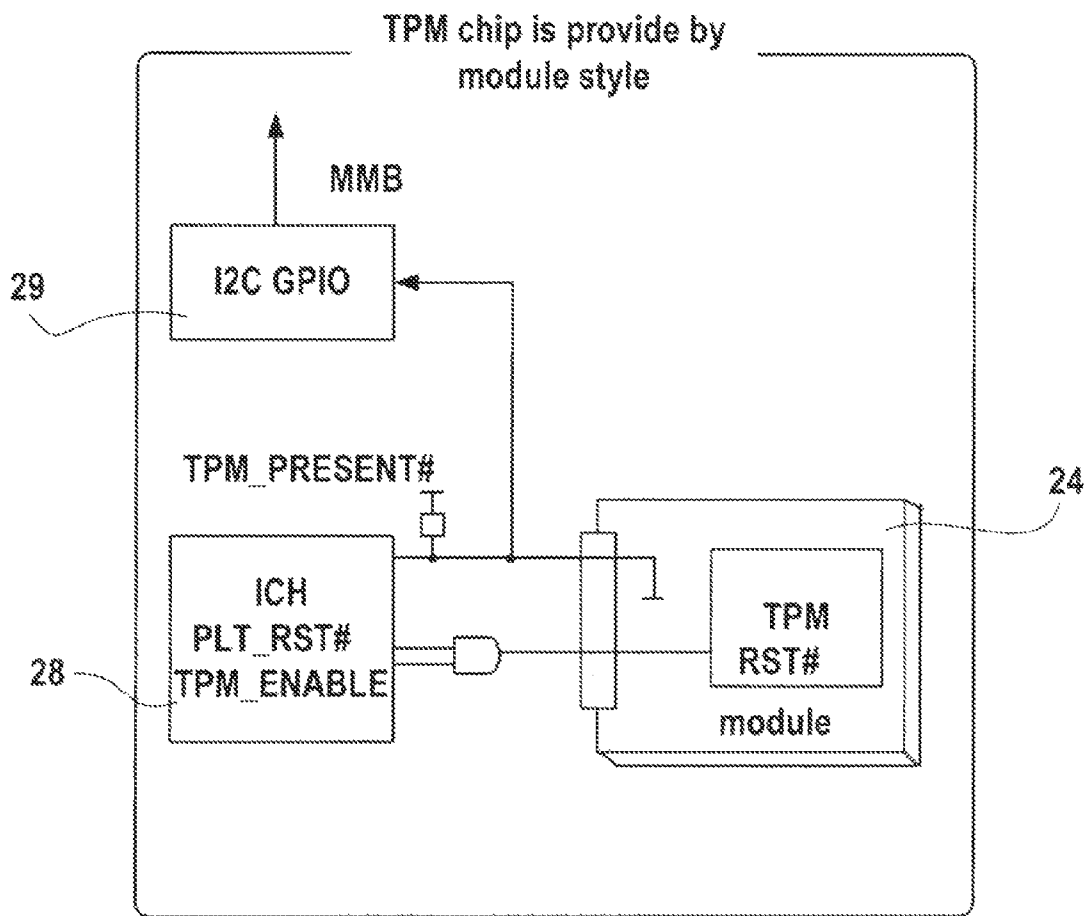 TPM chip is provide by
module style
MMB
I2C GPIO
29
TPM_PRESENT#
24
ICH
PLT_RST#
TPM_ENABLE
28
TPM
RST#
module